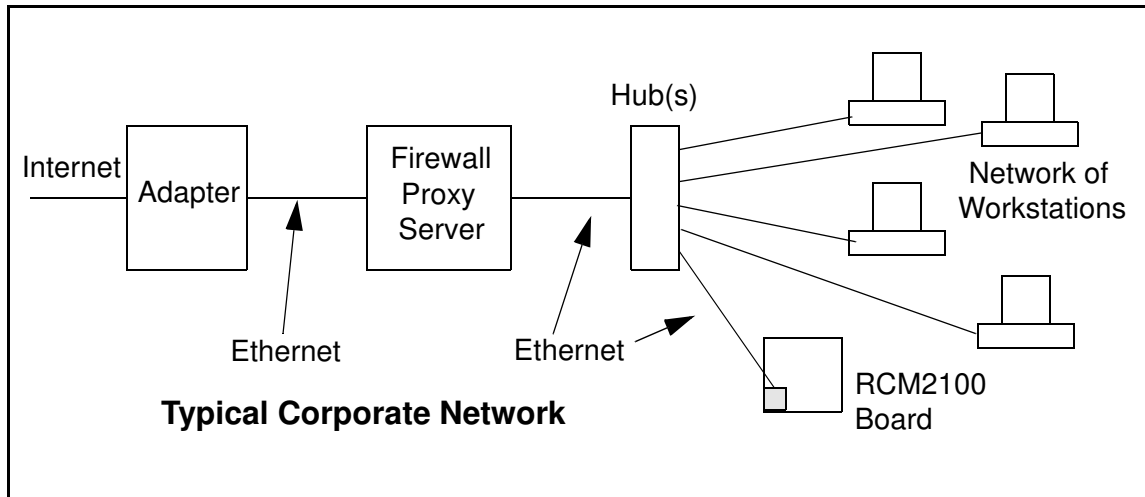 Hub(s)
Internet
Adapter
Firewall
Proxy
Server
Network of
Workstations
Ethernet
Ethernet
RCM2100
Board
Typical Corporate Network